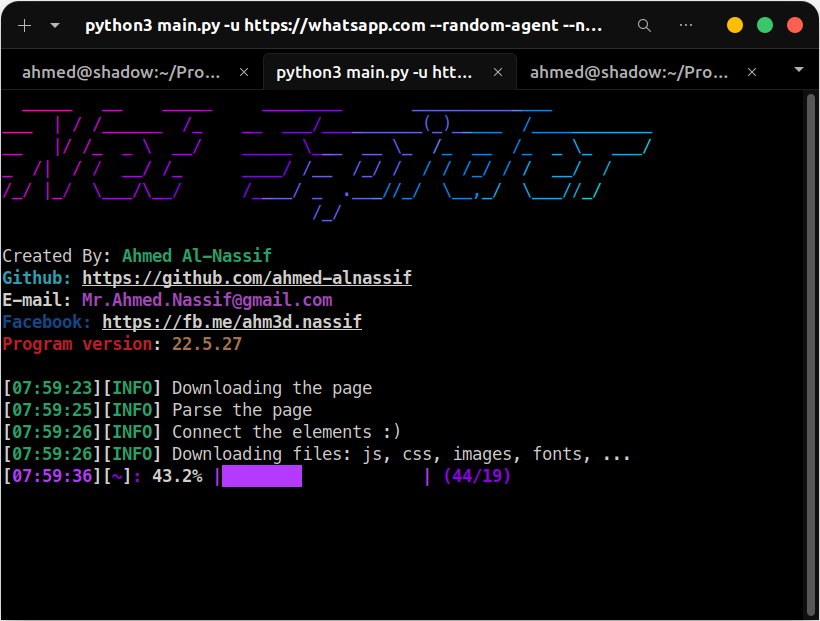 python3 main.py -u https://whatsapp.com --random-agent --n...
ahmed@shadow:~/Pro... × python3 main.py -u htt... × ahmed@shadow:~/Pro... ×
Net Spider
Created By: Ahmed Al-Nassif
Github: https://github.com/ahmed-alnassif
E-mail: Mr.Ahmed.Nassif@gmail.com
Facebook: https://fb.me/ahm3d.nassif
Program version: 22.5.27
[07:59:23][INFO] Downloading the page
[07:59:25][INFO] Parse the page
[07:59:26][INFO] Connect the elements :)
[07:59:26][INFO] Downloading files: js, css, images, fonts, ...
[07:59:36][~]: 43.2% | | (44/19)